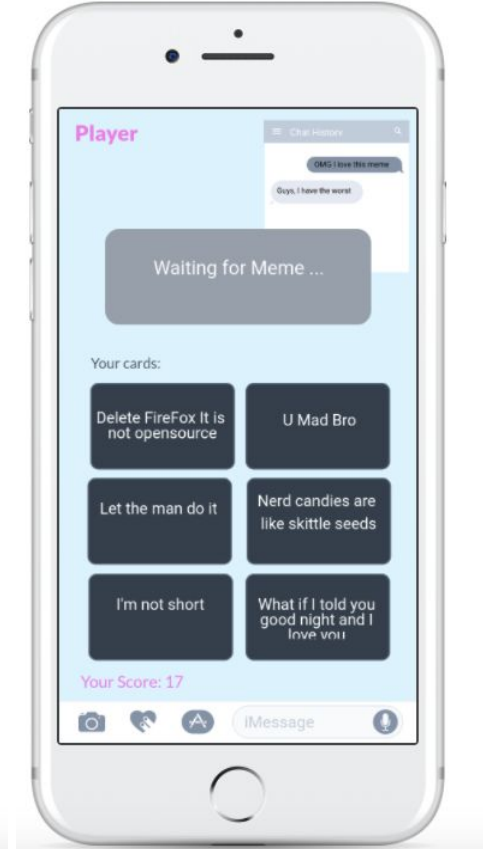 Player
Chat History
OMG I love this meme
Guys, I have the worst
Waiting for Meme ...
Your cards:
Delete FireFox It is
not opensource
U Mad Bro
Let the man do it
Nerd candies are
like skittle seeds
I'm not short
What if I told you
good night and I
love you
Your Score: 17
iMessage